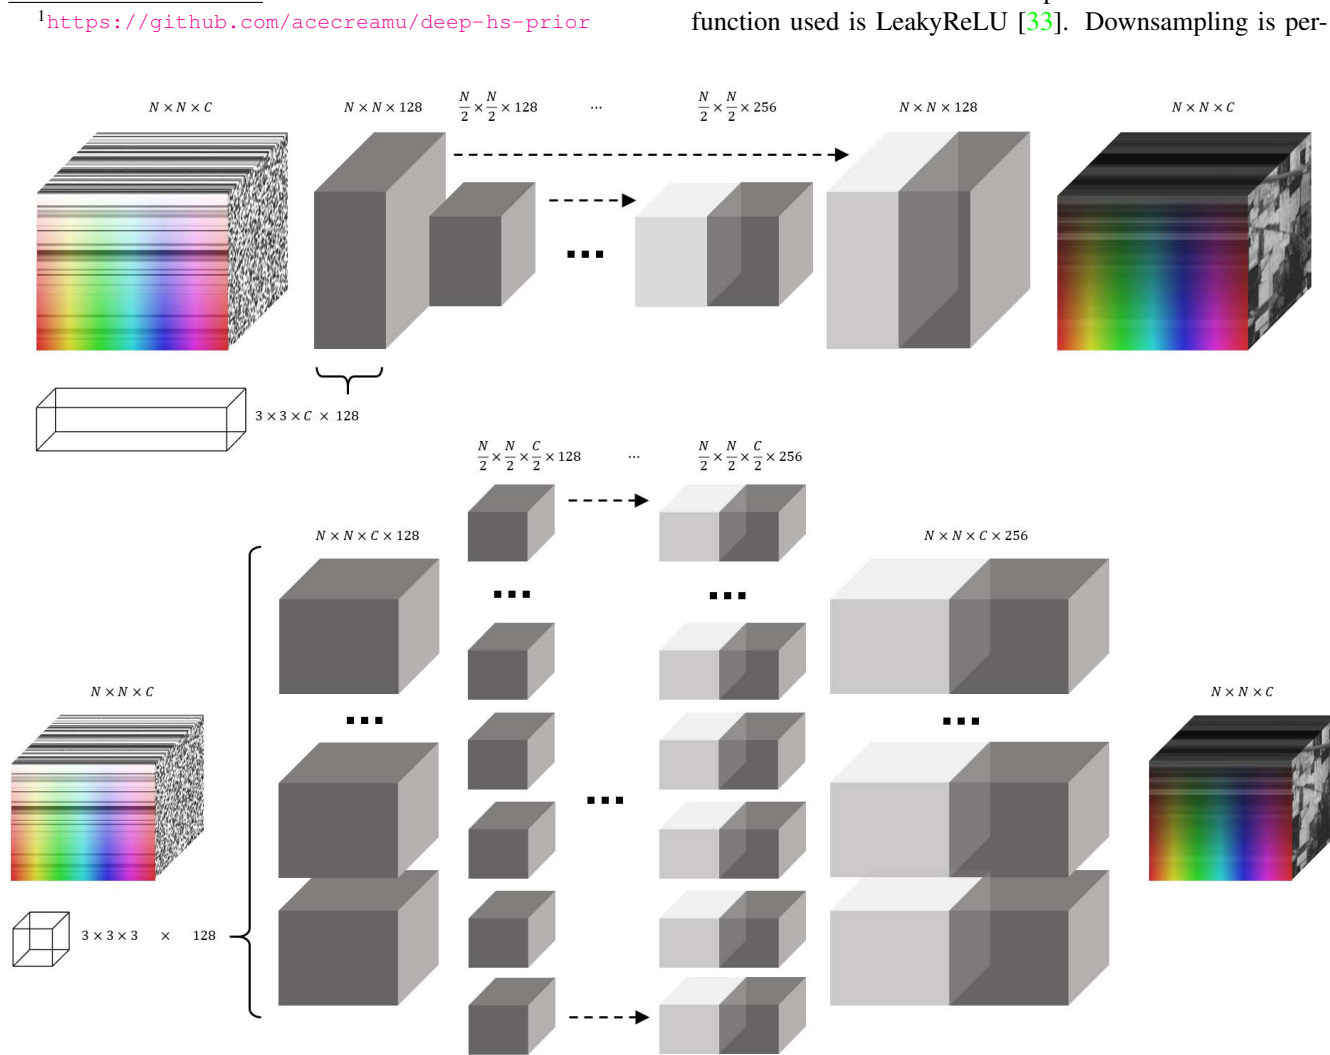 ¹https://github.com/acecreamu/deep-hs-prior
function used is LeakyReLU [33]. Downsampling is per-
N × N × C
N × N × 128
N/2 × N/2 × 128
...
N/2 × N/2 × 256
N × N × 128
N × N × C
3 × 3 × C × 128
N/2 × N/2 × C/2 × 128
...
N/2 × N/2 × C/2 × 256
N × N × C × 128
N × N × C × 256
N × N × C
N × N × C
3 × 3 × 3 × 128